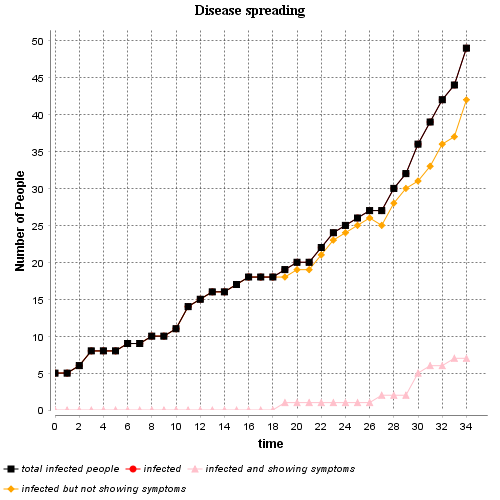 Disease spreading
Number of People
50
45
40
35
30
25
20
15
10
5
0
0 2 4 6 8 10 12 14 16 18 20 22 24 26 28 30 32 34
time
total infected people infected infected and showing symptoms
infected but not showing symptoms